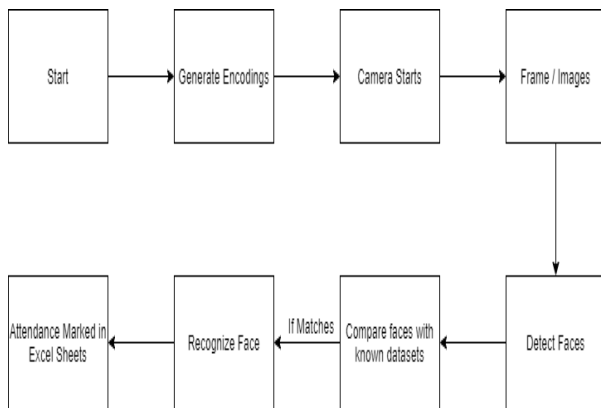 Start
Generate Encodings
Camera Starts
Frame / Images
Detect Faces
Compare faces with
known datasets
If Matches
Recognize Face
Attendance Marked in
Excel Sheets